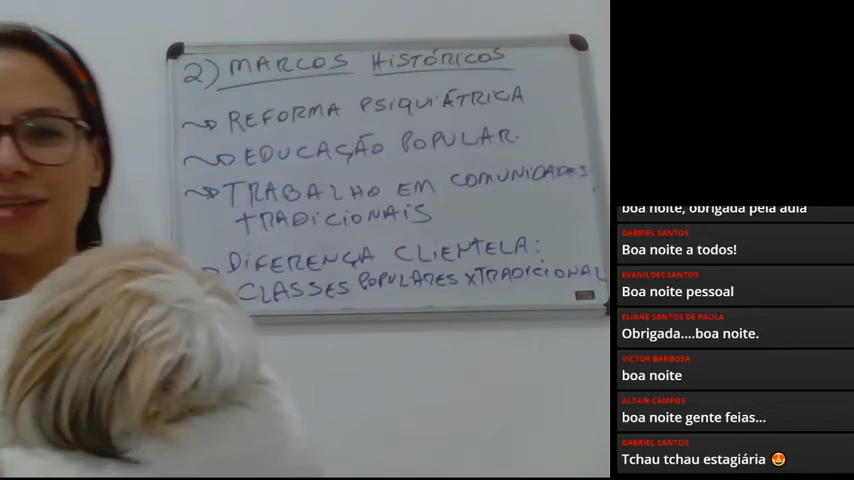 2) MARCOS HISTÓRICOS
REFORMA PSIQUIÁTRICA
EDUCAÇÃO POPULAR.
TRABALHO EM COMUNIDADES
TRADICIONAIS
DIFERENÇA CLIENTELA:
CLASSES POPULARES X TRADICIONAL
boa noite, obrigada pela aula
GABRIEL SANTOS
Boa noite a todos!
EVANILDES SANTOS
Boa noite pessoal
ELIANE SANTOS DE PAULA
Obrigada....boa noite.
VICTOR BARBOSA
boa noite
ALTAIR CAMPOS
boa noite gente feias...
GABRIEL SANTOS
Tchau tchau estagiária 😍